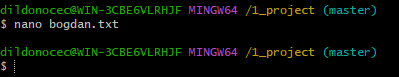 dildonocec@WIN-3CBE6VLRHJF MINGW64 /1_project (master)
$ nano bogdan.txt
dildonocec@WIN-3CBE6VLRHJF MINGW64 /1_project (master)
$